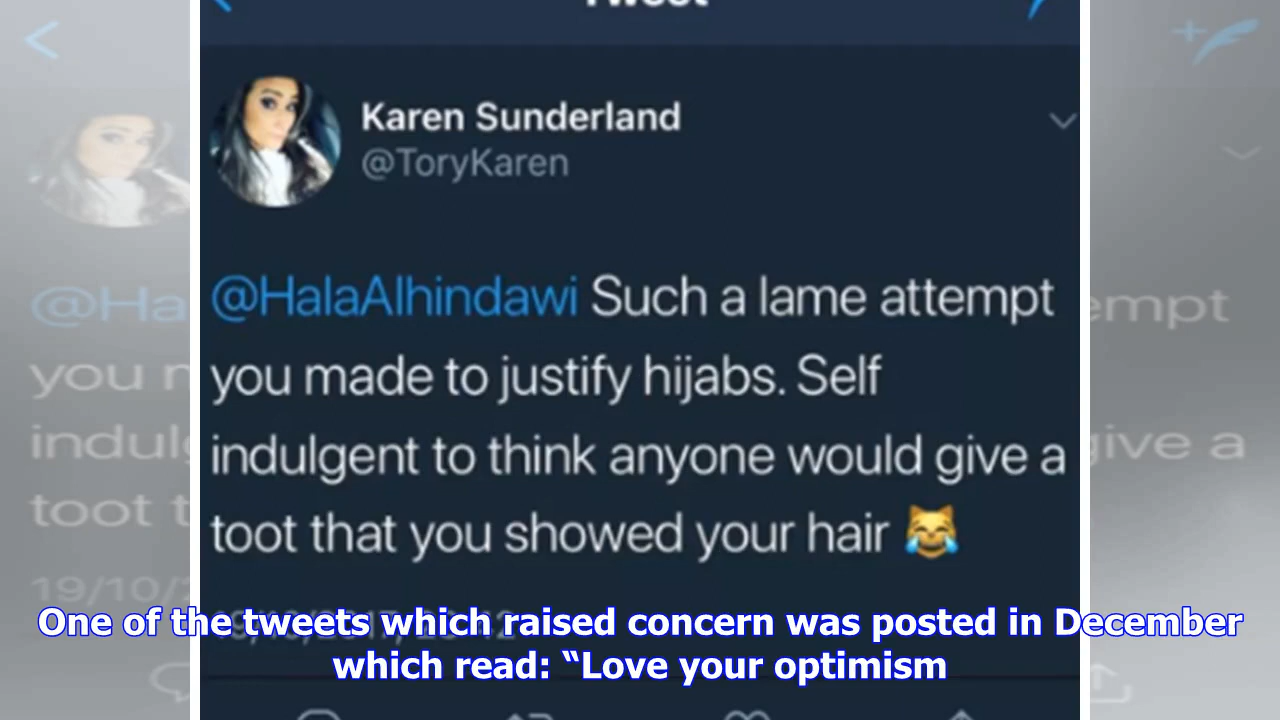 Tweet
Karen Sunderland
@ToryKaren
@HalaAlhindawi Such a lame attempt
you made to justify hijabs. Self
indulgent to think anyone would give a
toot that you showed your hair 😹
One of the tweets which raised concern was posted in December
which read: “Love your optimism